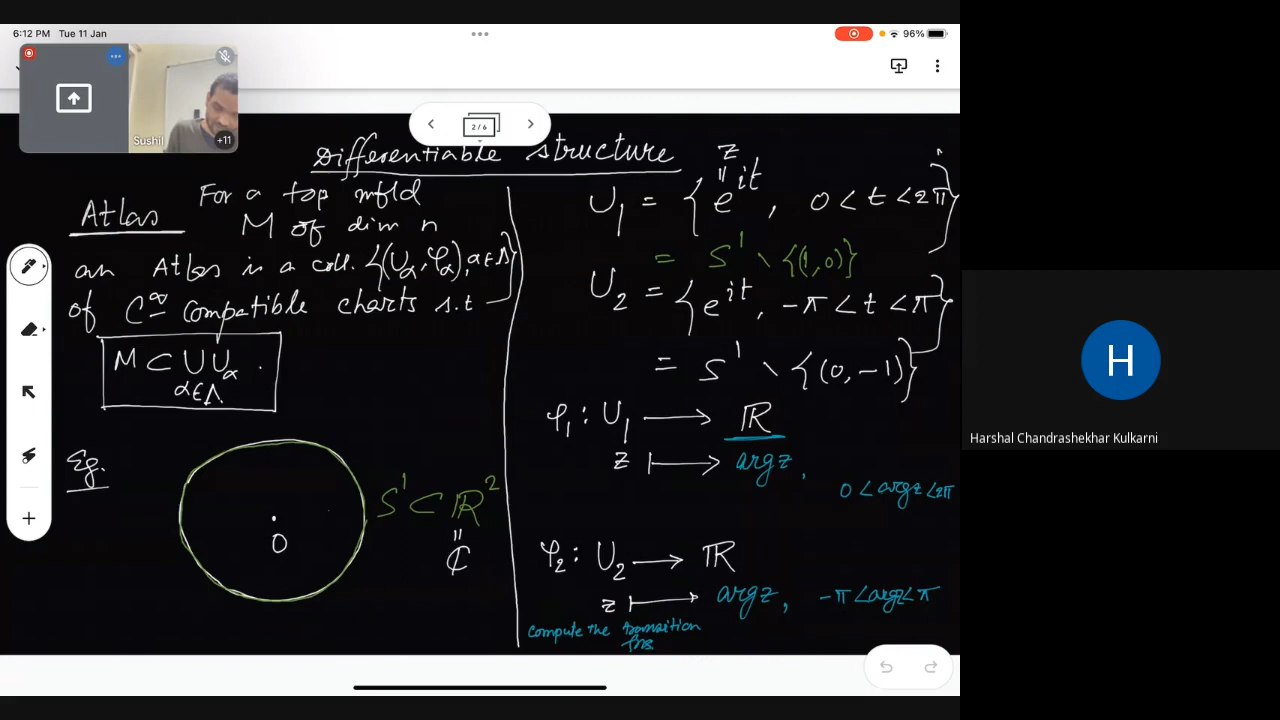 6:12 PM Tue 11 Jan
96%
Sushil
+11
2 / 6
Differentiable structure
Atlas For a top mfld
M of dim n
an Atlas is a coll. {(Uα, φα), α∈Λ}
of C^∞ compatible charts s.t
M ⊂ ∪ Uα .
α∈Λ
Eg.
0
S¹ ⊂ ℝ²
=
ℂ
z
=
U₁ = {e^{it}, 0 < t < 2π}
= S¹ \ {(1,0)}
U₂ = {e^{it}, -π < t < π}
= S¹ \ {(0,-1)}
φ₁ : U₁ → ℝ
z ↦ arg z,
0 < arg z < 2π
φ₂ : U₂ → ℝ
z ↦ arg z, -π < arg z < π
Compute the transition
fns.
H
Harshal Chandrashekhar Kulkarni